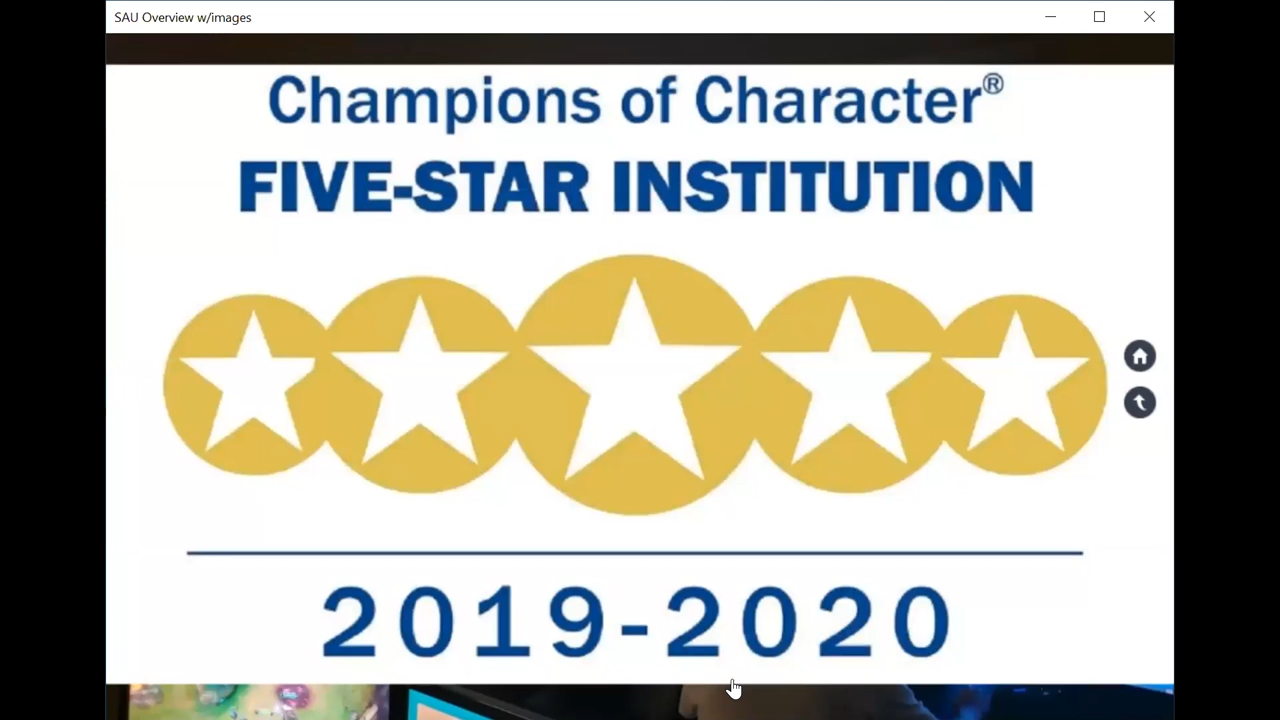 SAU Overview w/images
Champions of Character®
FIVE-STAR INSTITUTION
2019-2020